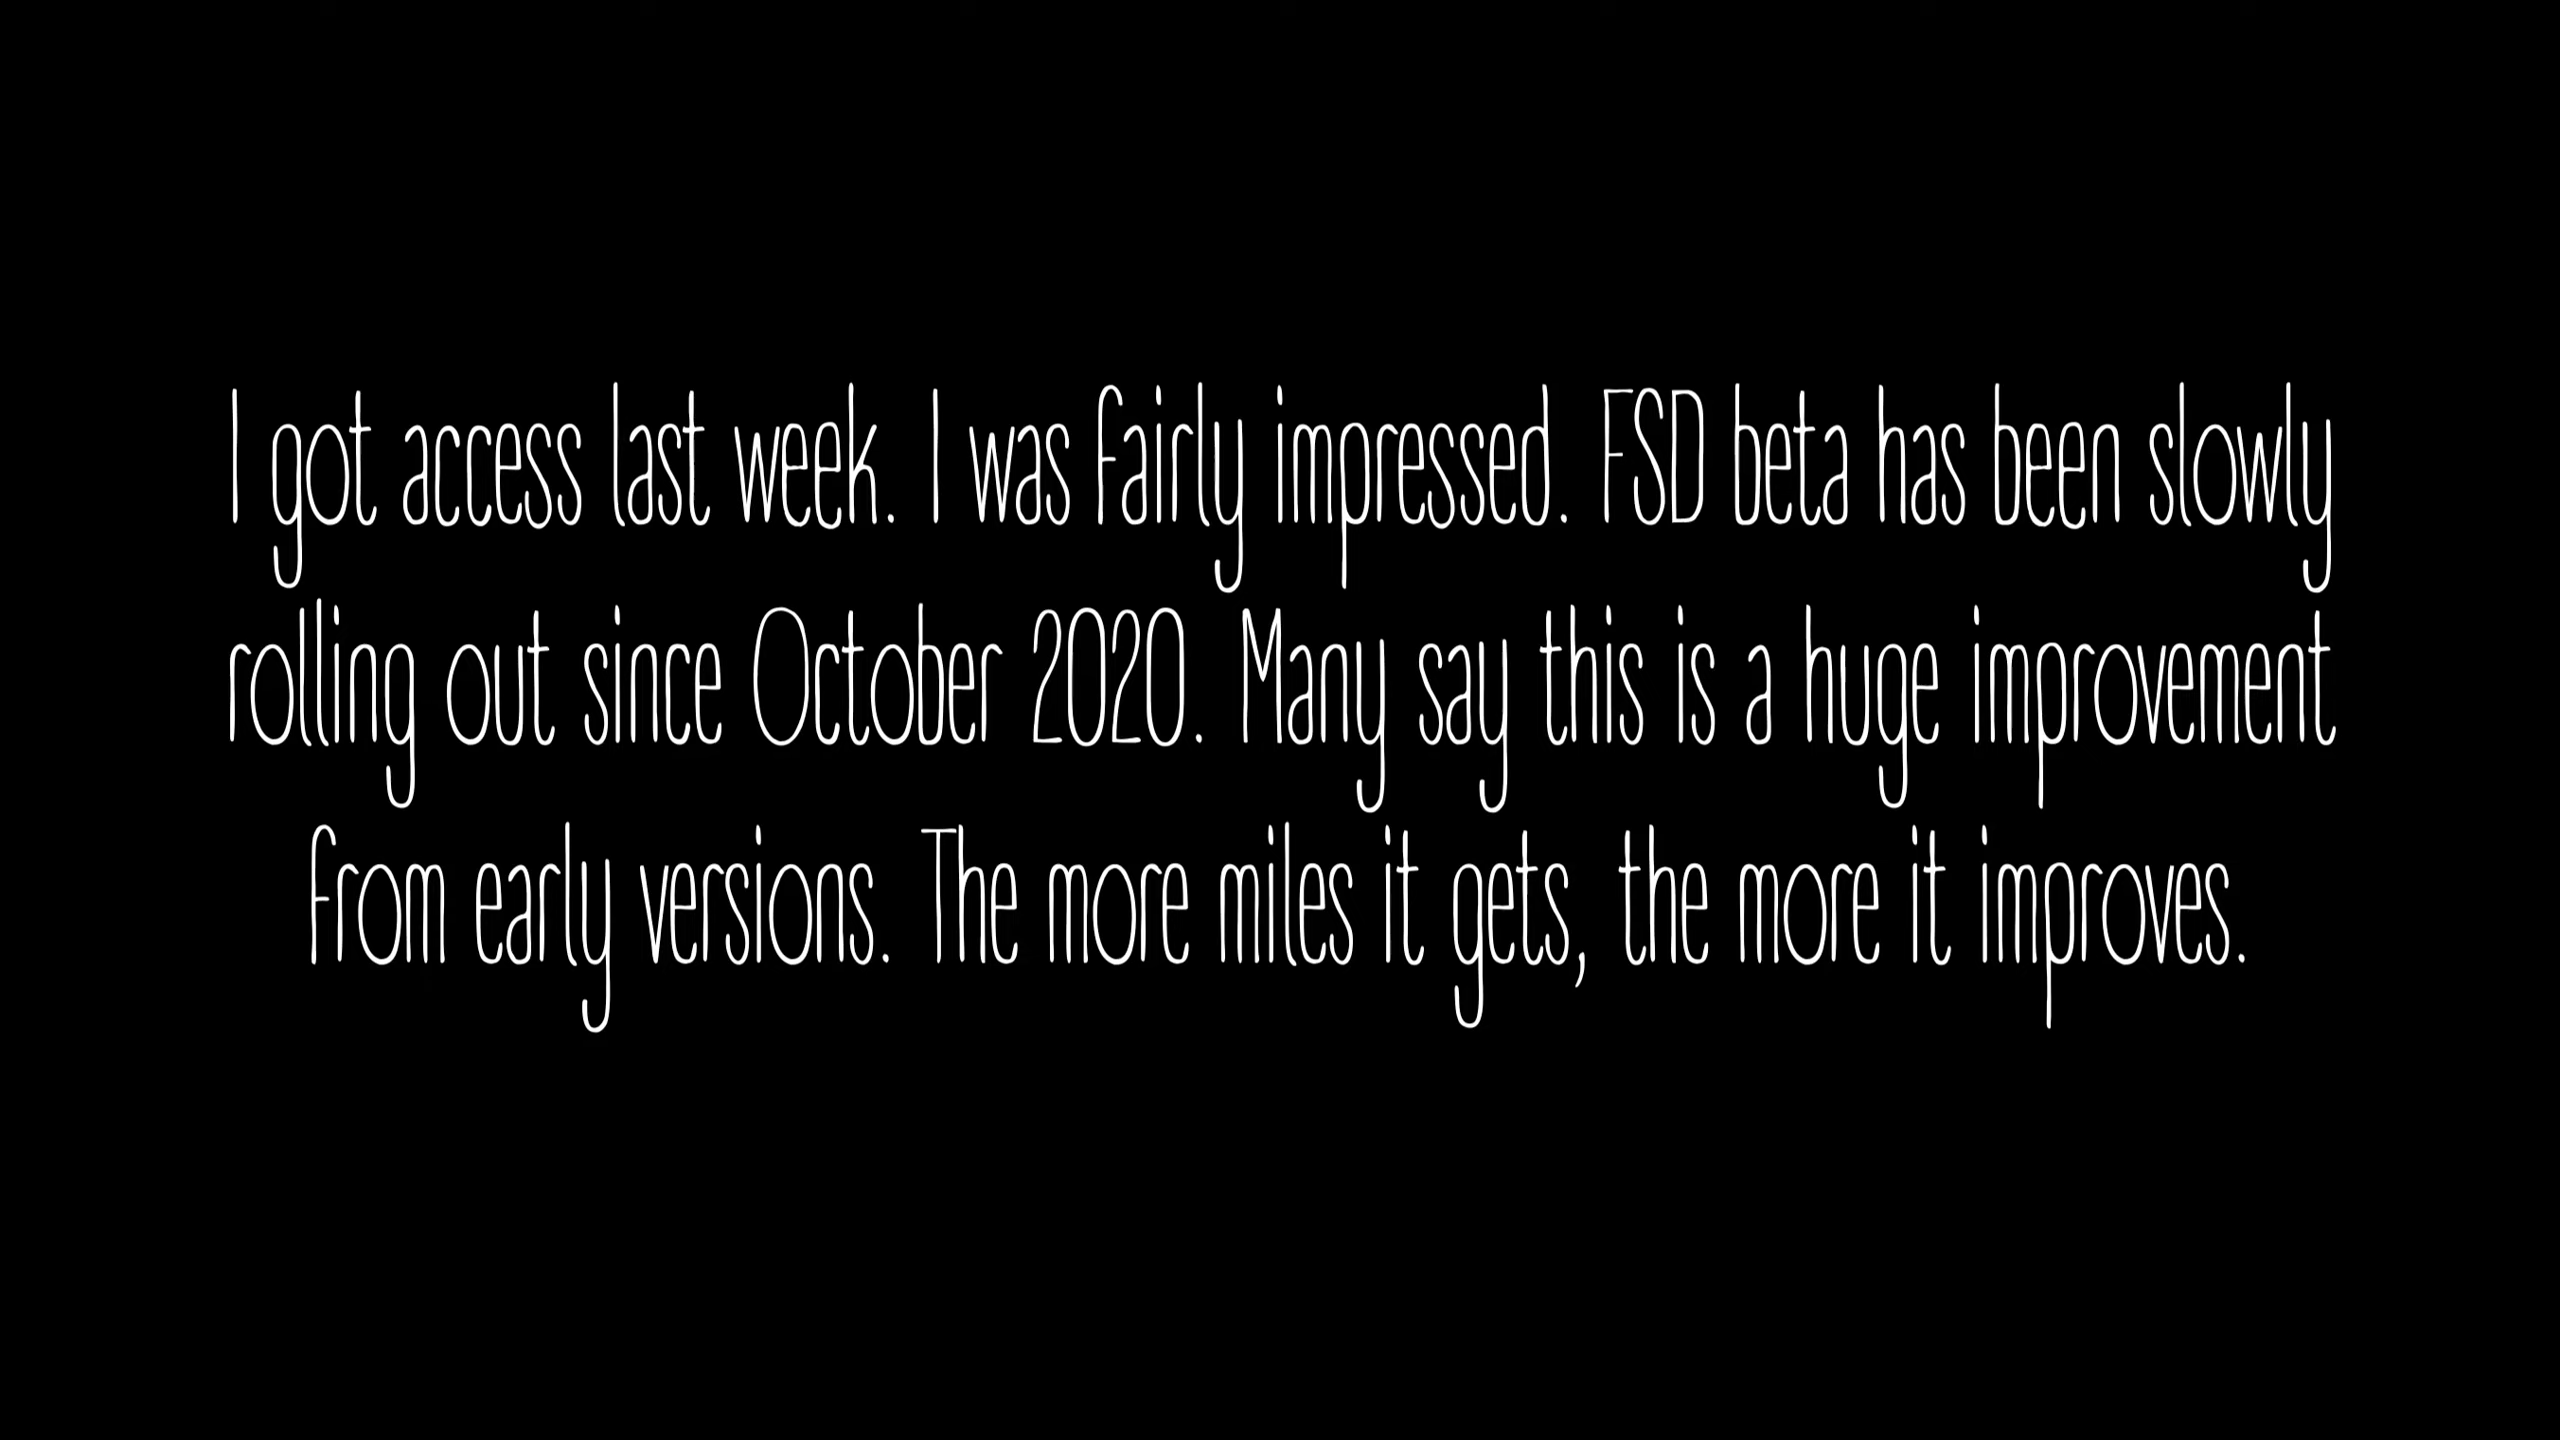 I got access last week. I was fairly impressed. FSD beta has been slowly
rolling out since October 2020. Many say this is a huge improvement
from early versions. The more miles it gets, the more it improves.